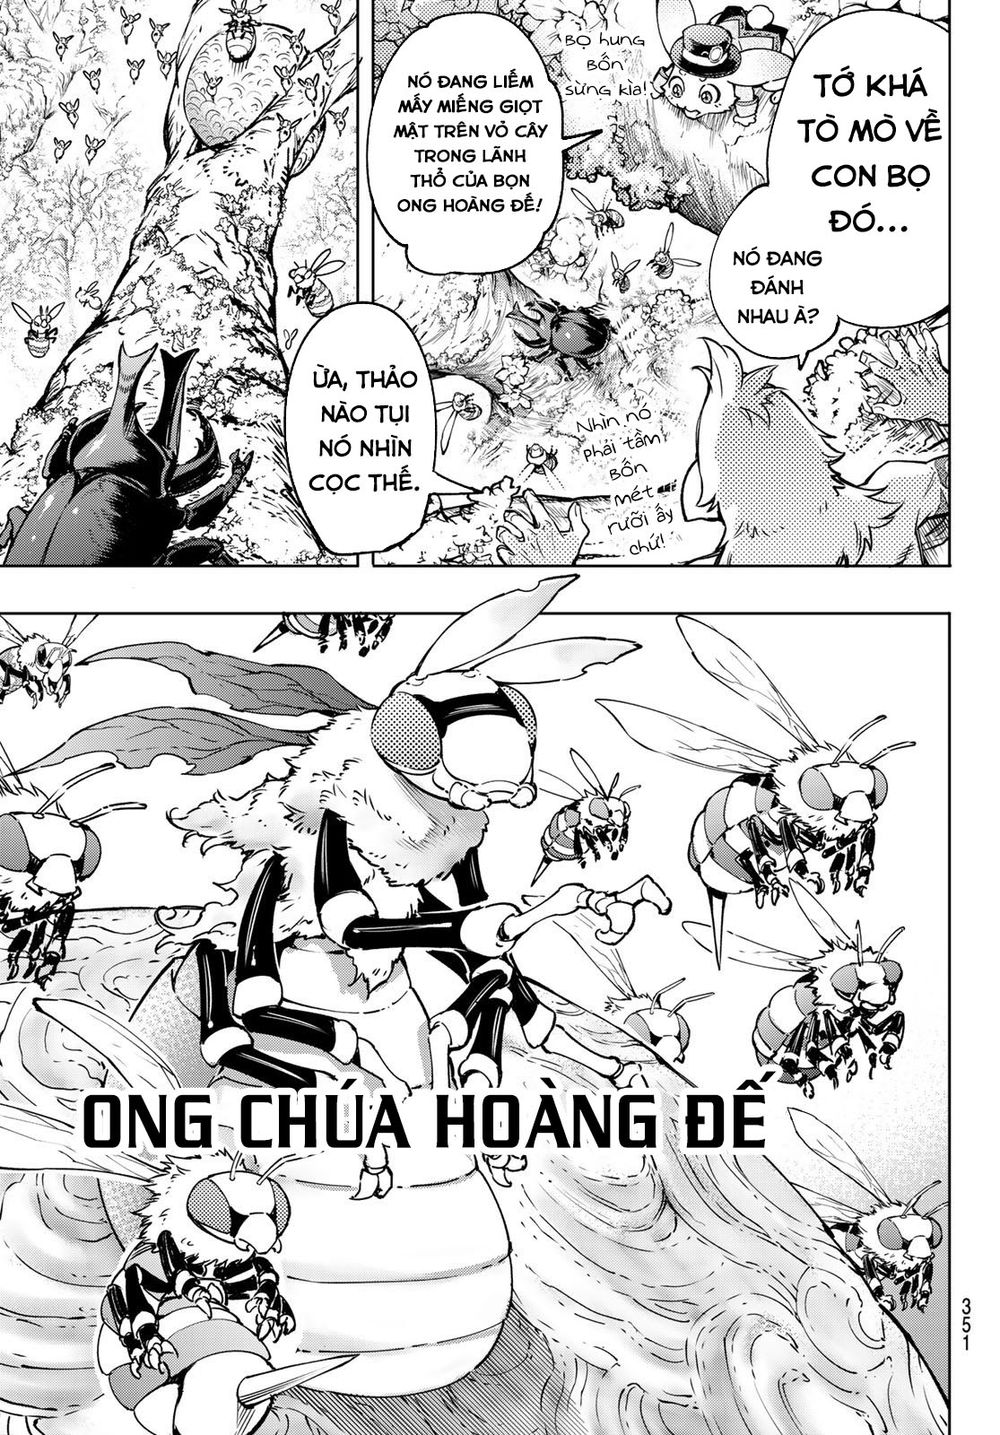 TỚ KHÁ
TÒ MÒ VỀ
CON BỌ
ĐÓ...
NÓ ĐANG
ĐÁNH
NHAU À?
Bọ hung
bốn
sừng kìa!
NÓ ĐANG LIẾM
MẤY MIẾNG GIỌT
MẬT TRÊN VỎ CÂY
TRONG LÃNH
THỔ CỦA BỌN
ONG HOÀNG ĐẾ!
Nhìn nó
phải tầm
bốn
mét
rưỡi ấy
chứ!
ỪA, THẢO
NÀO TỤI
NÓ NHÌN
CỌC THẾ.
ONG CHÚA HOÀNG ĐẾ
351